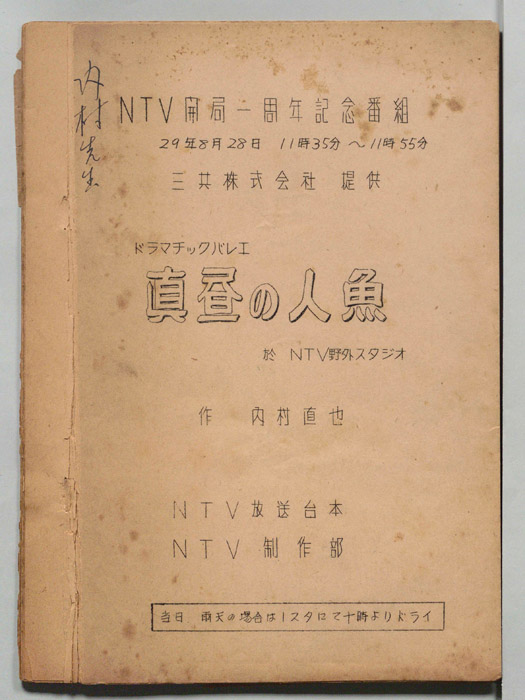 内村先生
NTV開局一周年記念番組
29年8月28日 11時35分 ~ 11時55分
三共株式会社 提供
ドラマチックバレエ
真昼の人魚
於 NTV野外スタジオ
作 内村直也
NTV放送台本
NTV制作部
当日 雨天の場合は1スタにて十時よりドライ